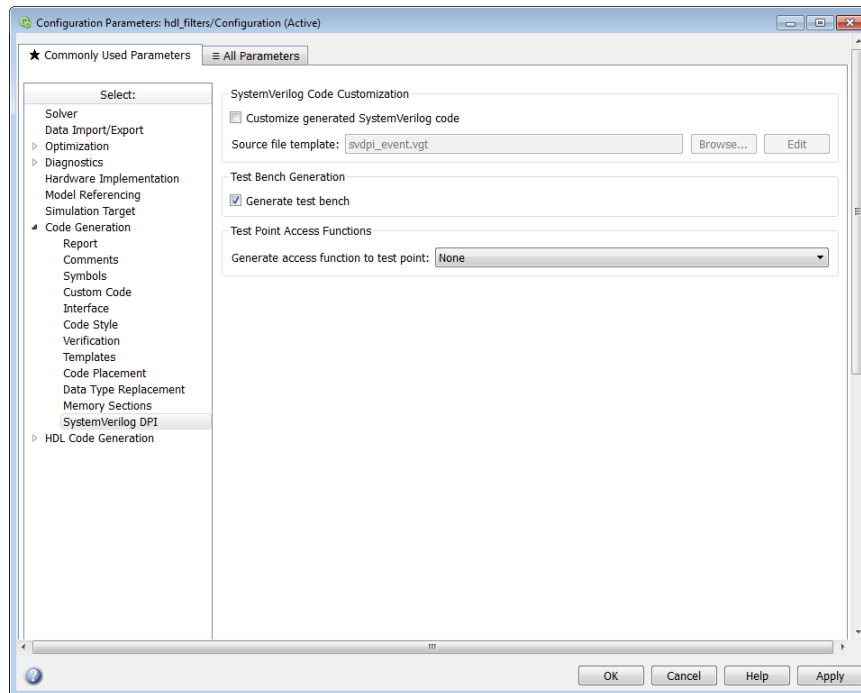 Configuration Parameters: hdl_filters/Configuration (Active)
★ Commonly Used Parameters
≡ All Parameters
Select:
Solver
Data Import/Export
Optimization
Diagnostics
Hardware Implementation
Model Referencing
Simulation Target
Code Generation
Report
Comments
Symbols
Custom Code
Interface
Code Style
Verification
Templates
Code Placement
Data Type Replacement
Memory Sections
SystemVerilog DPI
HDL Code Generation
SystemVerilog Code Customization
Customize generated SystemVerilog code
Source file template: svdpi_event.vgt Browse... Edit
Test Bench Generation
Generate test bench
Test Point Access Functions
Generate access function to test point: None
OK Cancel Help Apply